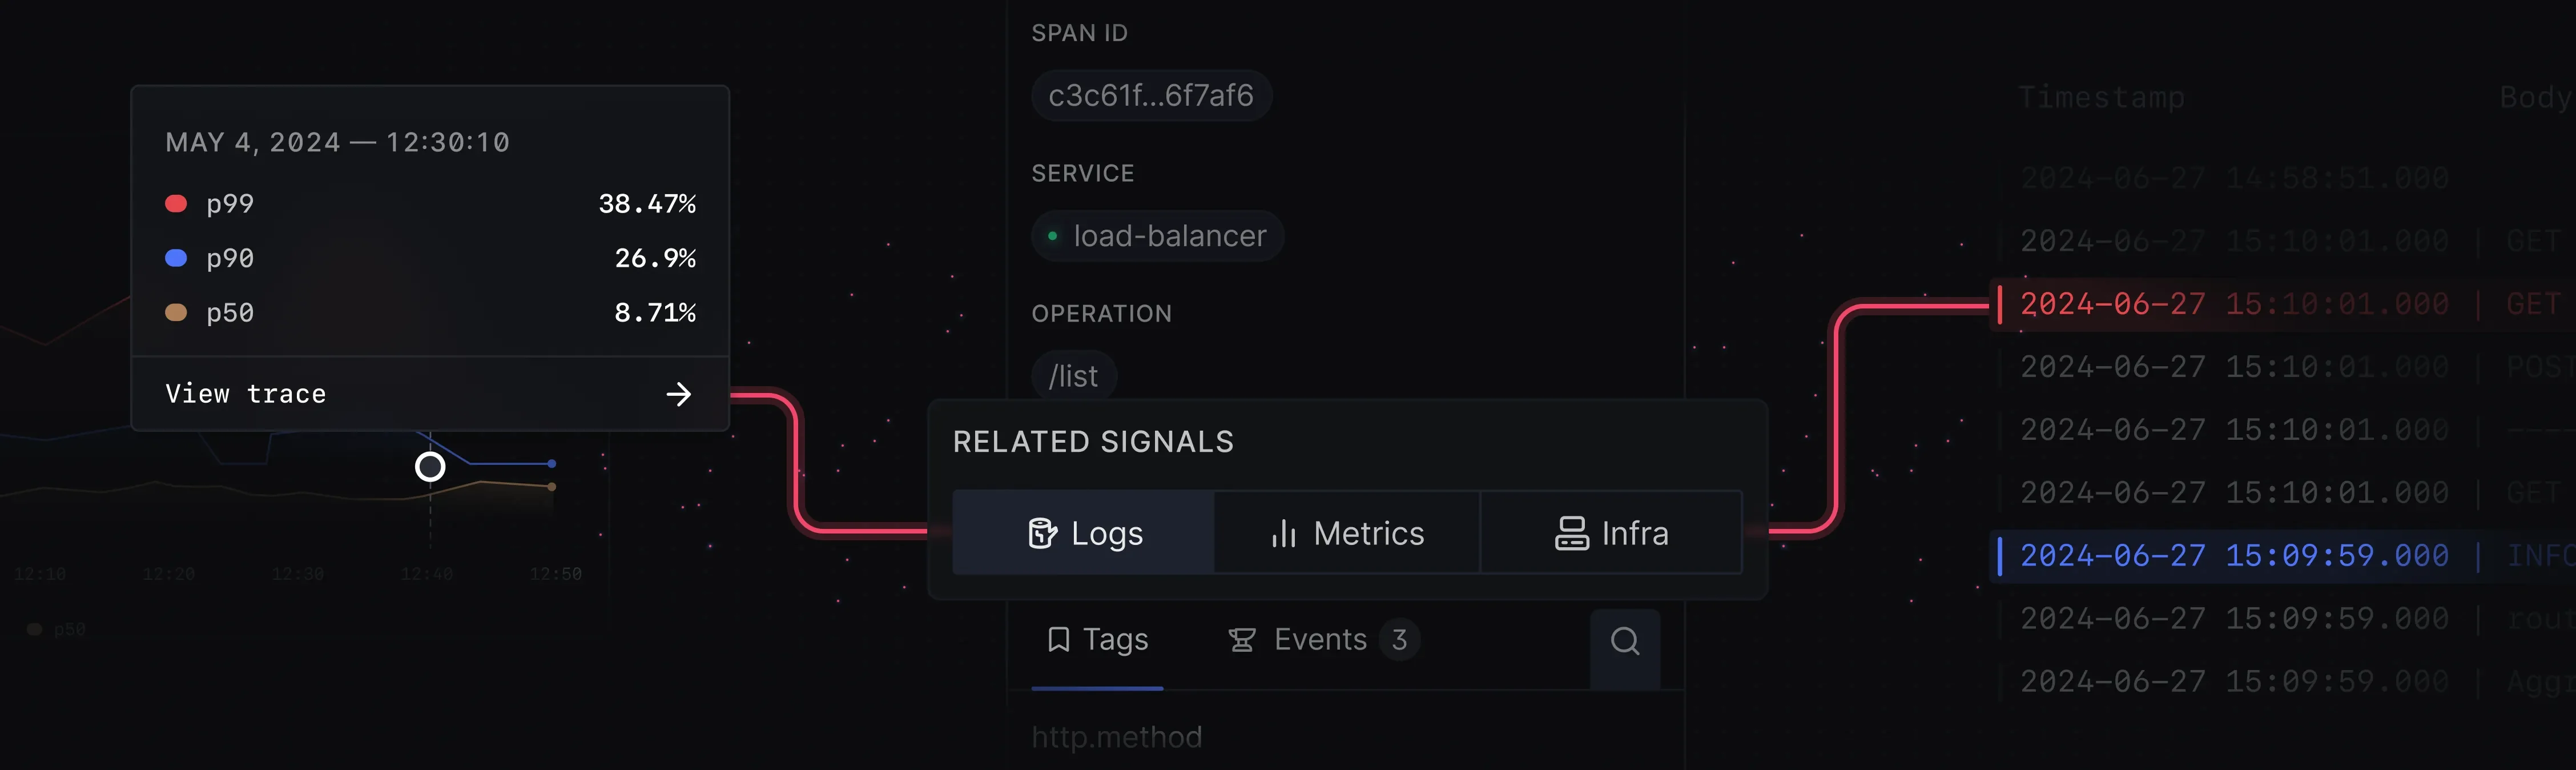 MAY 4, 2024 — 12:30:10
p99 38.47%
p90 26.9%
p50 8.71%
View trace
12:10 12:20 12:30 12:40 12:50
p50
SPAN ID
c3c61f...6f7af6
SERVICE
load-balancer
OPERATION
/list
RELATED SIGNALS
Logs Metrics Infra
Tags Events 3
http.method
Timestamp Body
2024-06-27 14:58:51.000
2024-06-27 15:10:01.000 | GET
2024-06-27 15:10:01.000 | GET
2024-06-27 15:10:01.000 | POST
2024-06-27 15:10:01.000 | ----
2024-06-27 15:10:01.000 | GET
2024-06-27 15:09:59.000 | INFO
2024-06-27 15:09:59.000 | rout
2024-06-27 15:09:59.000 | Aggr